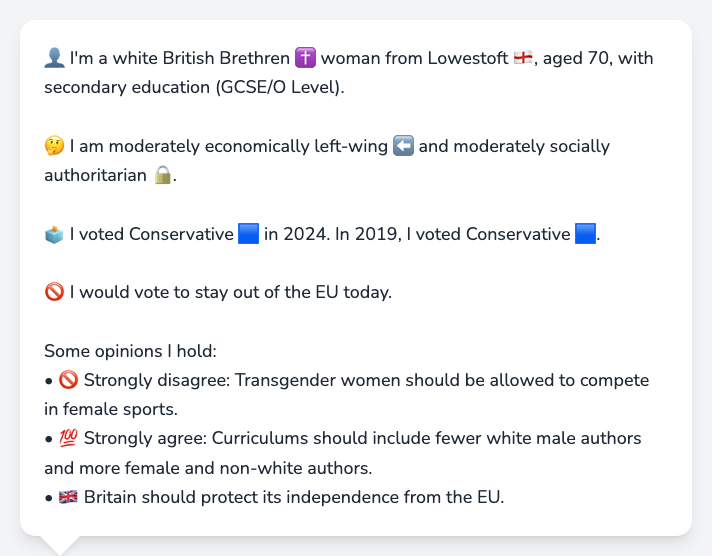 👤 I'm a white British Brethren ✝️ woman from Lowestoft 🏴󠁧󠁢󠁥󠁮󠁧󠁿, aged 70, with
secondary education (GCSE/O Level).
🤔 I am moderately economically left-wing ⬅️ and moderately socially
authoritarian 🔒.
🗳️ I voted Conservative 🟦 in 2024. In 2019, I voted Conservative 🟦.
🚫 I would vote to stay out of the EU today.
Some opinions I hold:
• 🚫 Strongly disagree: Transgender women should be allowed to compete
in female sports.
• 💯 Strongly agree: Curriculums should include fewer white male authors
and more female and non-white authors.
• 🇬🇧 Britain should protect its independence from the EU.